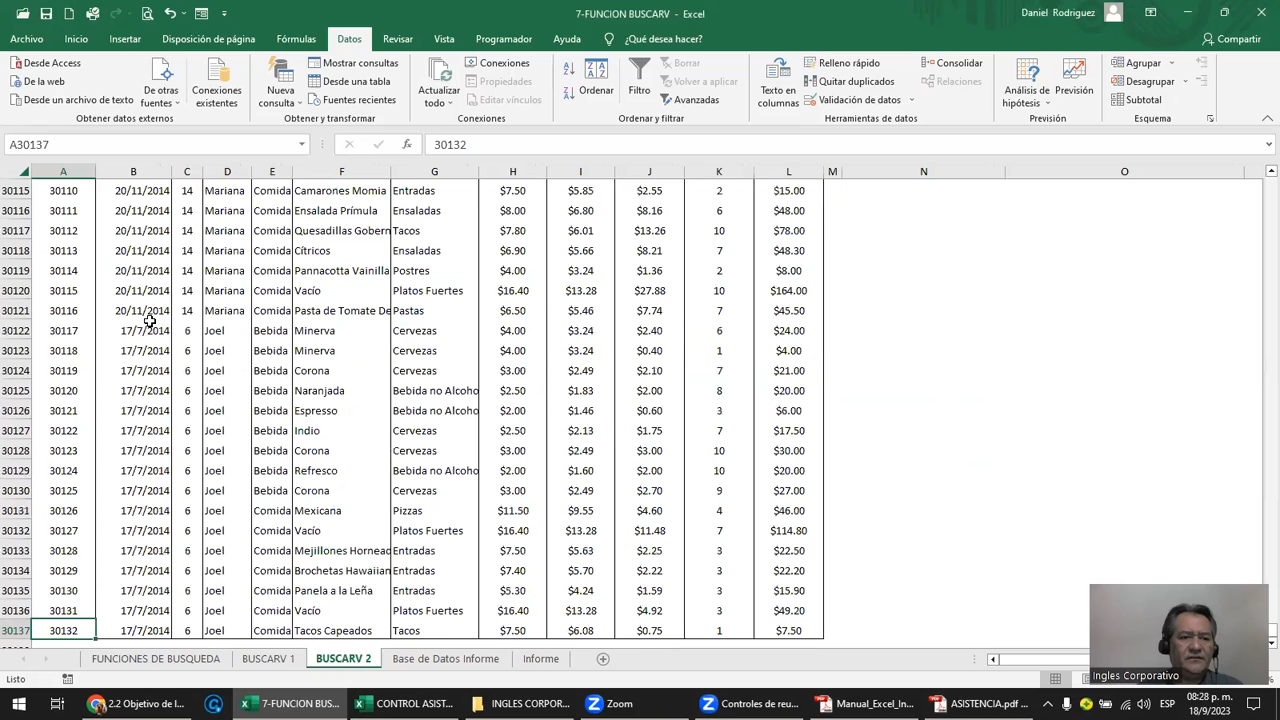 7-FUNCION BUSCARV - Excel
Daniel Rodriguez
Archivo Inicio Insertar Disposición de página Fórmulas Datos Revisar Vista Programador Ayuda ¿Qué desea hacer? Compartir
Desde Access
De la web
Desde un archivo de texto
De otras fuentes
Conexiones existentes
Obtener datos externos
Nueva consulta
Mostrar consultas
Desde una tabla
Fuentes recientes
Obtener y transformar
Actualizar todo
Conexiones
Propiedades
Editar vínculos
Conexiones
Ordenar
Filtro
Borrar
Volver a aplicar
Avanzadas
Ordenar y filtrar
Texto en columnas
Relleno rápido
Quitar duplicados
Validación de datos
Consolidar
Relaciones
Herramientas de datos
Análisis de hipótesis
Previsión
Previsión
Agrupar
Desagrupar
Subtotal
Esquema
A30137 fx 30132
A B C D E F G H I J K L M N O
30115 30110 20/11/2014 14 Mariana Comida Camarones Momia Entradas $7.50 $5.85 $2.55 2 $15.00
30116 30111 20/11/2014 14 Mariana Comida Ensalada Prímula Ensaladas $8.00 $6.80 $8.16 6 $48.00
30117 30112 20/11/2014 14 Mariana Comida Quesadillas Gobern Tacos $7.80 $6.01 $13.26 10 $78.00
30118 30113 20/11/2014 14 Mariana Comida Cítricos Ensaladas $6.90 $5.66 $8.21 7 $48.30
30119 30114 20/11/2014 14 Mariana Comida Pannacotta Vainilla Postres $4.00 $3.24 $1.36 2 $8.00
30120 30115 20/11/2014 14 Mariana Comida Vacío Platos Fuertes $16.40 $13.28 $27.88 10 $164.00
30121 30116 20/11/2014 14 Mariana Comida Pasta de Tomate De Pastas $6.50 $5.46 $7.74 7 $45.50
30122 30117 17/7/2014 6 Joel Bebida Minerva Cervezas $4.00 $3.24 $2.40 6 $24.00
30123 30118 17/7/2014 6 Joel Bebida Minerva Cervezas $4.00 $3.24 $0.40 1 $4.00
30124 30119 17/7/2014 6 Joel Bebida Corona Cervezas $3.00 $2.49 $2.10 7 $21.00
30125 30120 17/7/2014 6 Joel Bebida Naranjada Bebida no Alcoho $2.50 $1.83 $2.00 8 $20.00
30126 30121 17/7/2014 6 Joel Bebida Espresso Bebida no Alcoho $2.00 $1.46 $0.60 3 $6.00
30127 30122 17/7/2014 6 Joel Bebida Indio Cervezas $2.50 $2.13 $1.75 7 $17.50
30128 30123 17/7/2014 6 Joel Bebida Corona Cervezas $3.00 $2.49 $3.00 10 $30.00
30129 30124 17/7/2014 6 Joel Bebida Refresco Bebida no Alcoho $2.00 $1.60 $2.00 10 $20.00
30130 30125 17/7/2014 6 Joel Bebida Corona Cervezas $3.00 $2.49 $2.70 9 $27.00
30131 30126 17/7/2014 6 Joel Comida Mexicana Pizzas $11.50 $9.55 $4.60 4 $46.00
30132 30127 17/7/2014 6 Joel Comida Vacío Platos Fuertes $16.40 $13.28 $11.48 7 $114.80
30133 30128 17/7/2014 6 Joel Comida Mejillones Hornead Entradas $7.50 $5.63 $2.25 3 $22.50
30134 30129 17/7/2014 6 Joel Comida Brochetas Hawaiian Entradas $7.40 $5.70 $2.22 3 $22.20
30135 30130 17/7/2014 6 Joel Comida Panela a la Leña Entradas $5.30 $4.24 $1.59 3 $15.90
30136 30131 17/7/2014 6 Joel Comida Vacío Platos Fuertes $16.40 $13.28 $4.92 3 $49.20
30137 30132 17/7/2014 6 Joel Comida Tacos Capeados Tacos $7.50 $6.08 $0.75 1 $7.50
Ingles Corporativo
FUNCIONES DE BUSQUEDA BUSCARV 1 BUSCARV 2 Base de Datos Informe Informe
Listo
2.2 Objetivo de l... 7-FUNCION BUS... CONTROL ASIST... INGLES CORPOR... Zoom Controles de reu... Manual_Excel_In... ASISTENCIA.pdf ... ESP 08:28 p. m.
18/9/2023